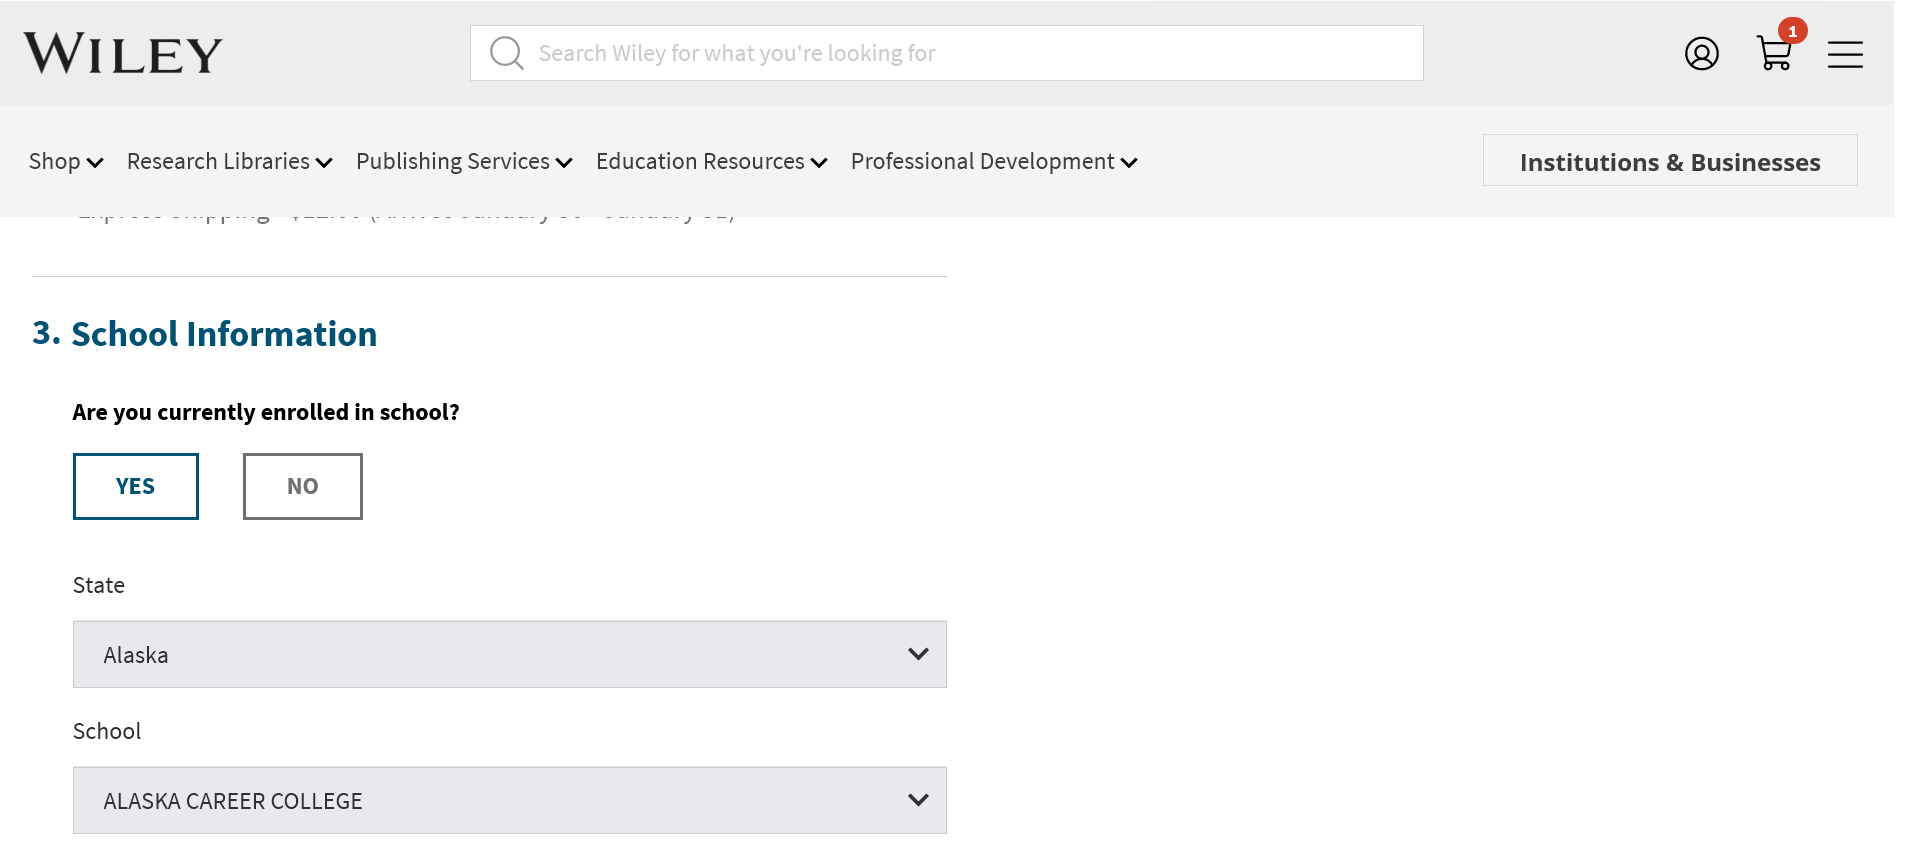 WILEY
Search Wiley for what you're looking for
1
Shop
Research Libraries
Publishing Services
Education Resources
Professional Development
Institutions & Businesses
3. School Information
Are you currently enrolled in school?
YES
NO
State
Alaska
School
ALASKA CAREER COLLEGE